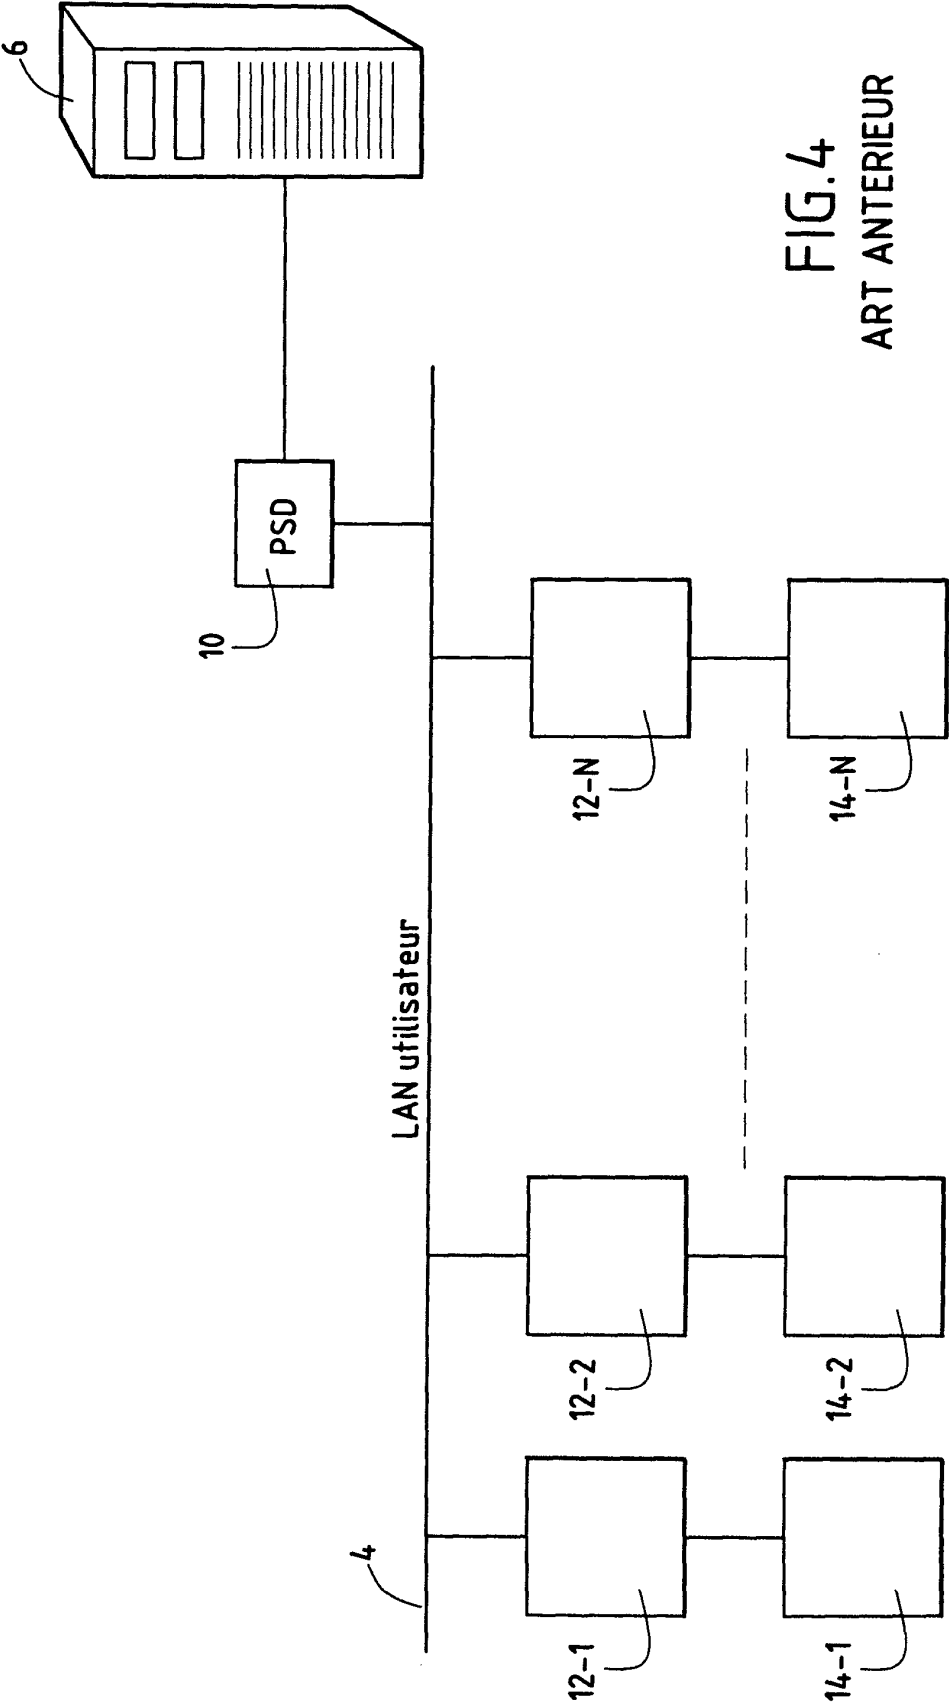 6
PSD
10
LAN utilisateur
4
12-1
12-2
12-N
14-1
14-2
14-N
FIG.4
ART ANTERIEUR